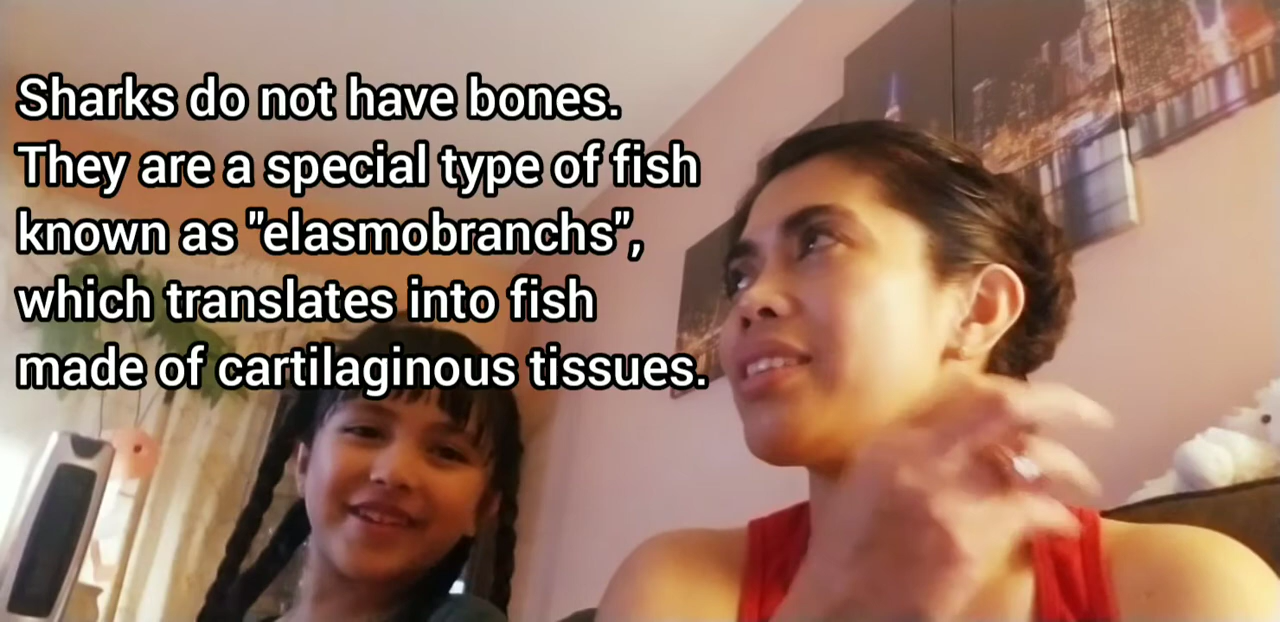 Sharks do not have bones.
They are a special type of fish
known as "elasmobranchs",
which translates into fish
made of cartilaginous tissues.